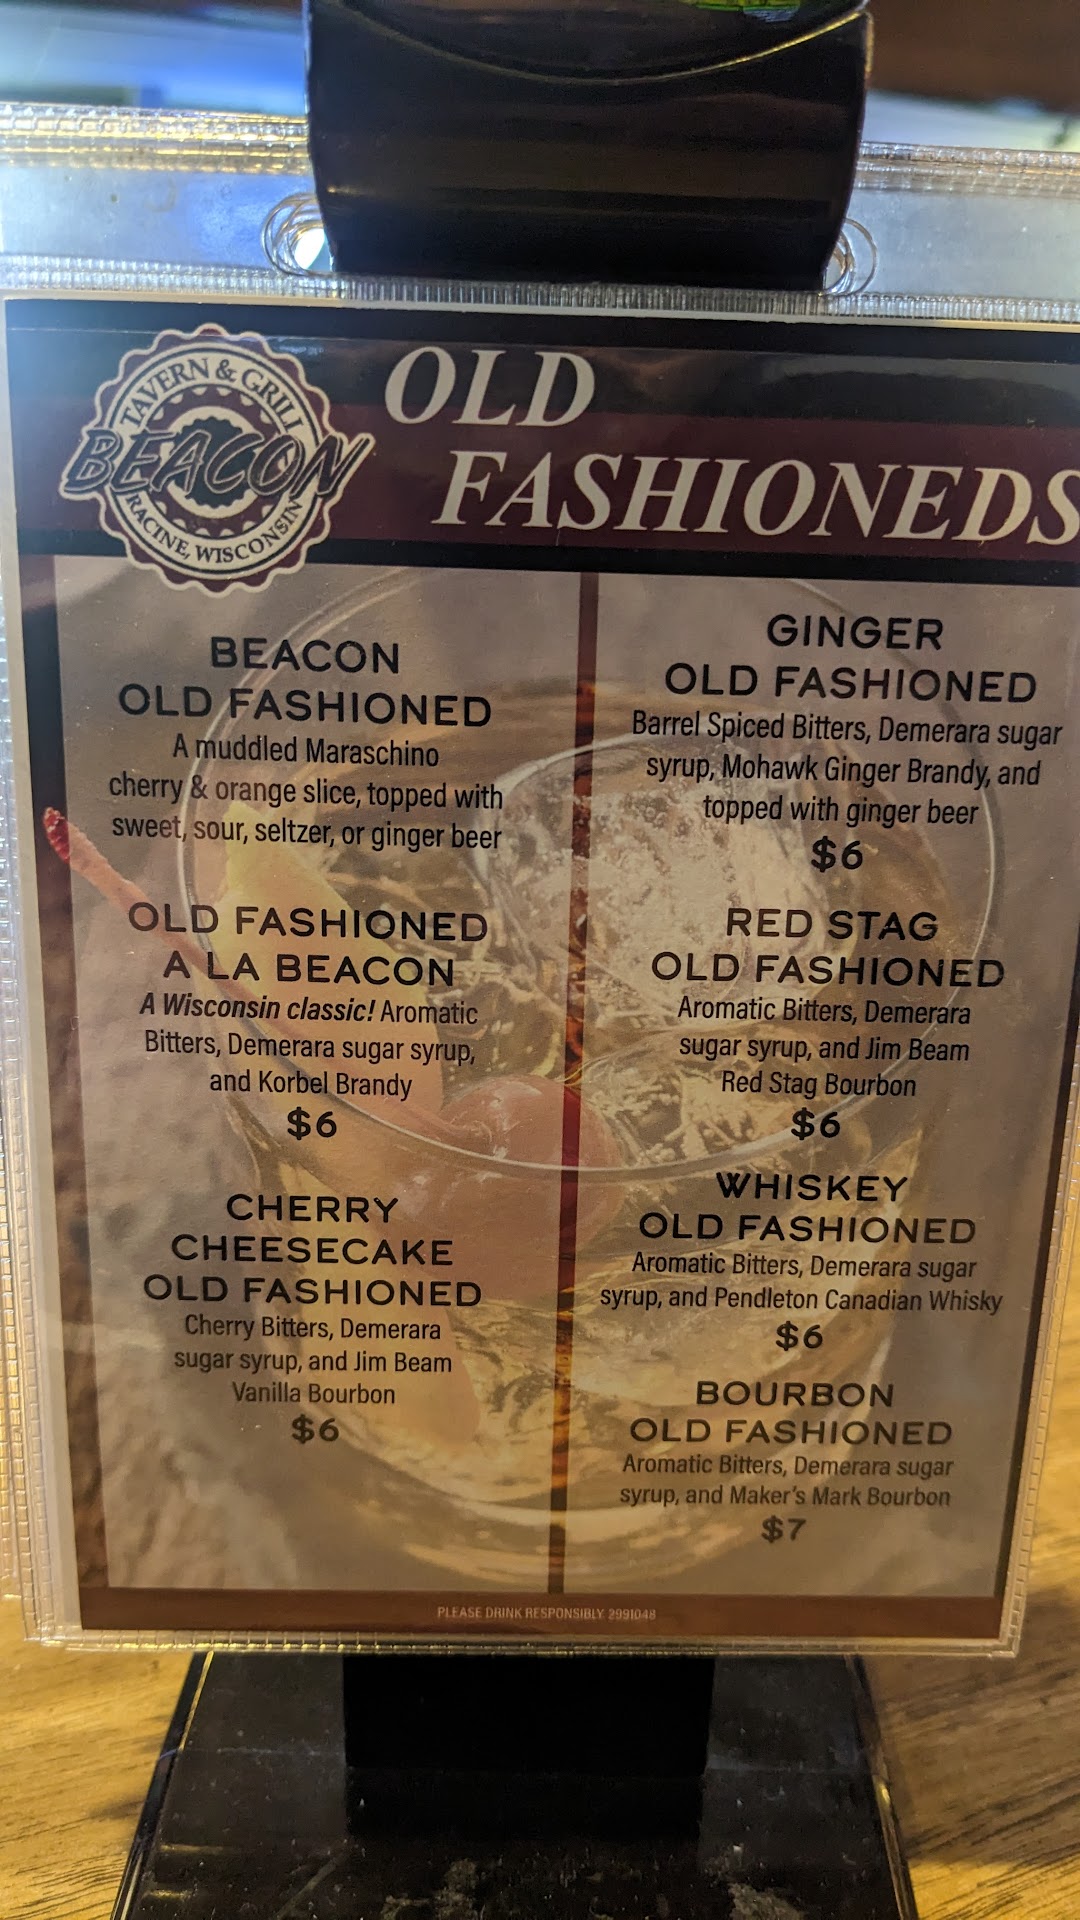 TAVERN & GRILL
BEACON
RACINE, WISCONSIN
OLD
FASHIONEDS
BEACON
OLD FASHIONED
A muddled Maraschino
cherry & orange slice, topped with
sweet, sour, seltzer, or ginger beer
OLD FASHIONED
A LA BEACON
A Wisconsin classic! Aromatic
Bitters, Demerara sugar syrup,
and Korbel Brandy
$6
CHERRY
CHEESECAKE
OLD FASHIONED
Cherry Bitters, Demerara
sugar syrup, and Jim Beam
Vanilla Bourbon
$6
GINGER
OLD FASHIONED
Barrel Spiced Bitters, Demerara sugar
syrup, Mohawk Ginger Brandy, and
topped with ginger beer
$6
RED STAG
OLD FASHIONED
Aromatic Bitters, Demerara
sugar syrup, and Jim Beam
Red Stag Bourbon
$6
WHISKEY
OLD FASHIONED
Aromatic Bitters, Demerara sugar
syrup, and Pendleton Canadian Whisky
$6
BOURBON
OLD FASHIONED
Aromatic Bitters, Demerara sugar
syrup, and Maker's Mark Bourbon
$7
PLEASE DRINK RESPONSIBLY. 2991048